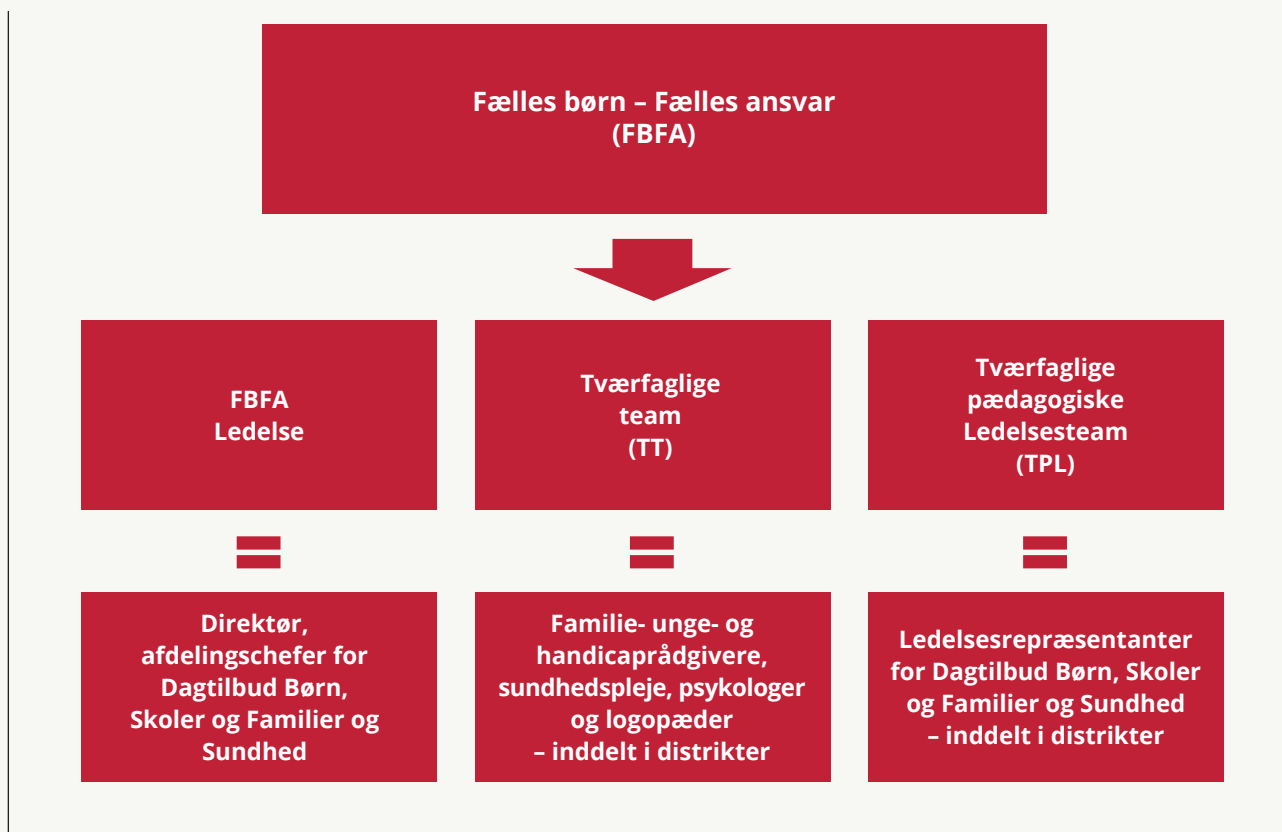 Fælles børn – Fælles ansvar
(FBFA)
FBFA
Ledelse
Tværfaglige
team
(TT)
Tværfaglige
pædagogiske
Ledelsesteam
(TPL)
Direktør,
afdelingschefer for
Dagtilbud Børn,
Skoler og Familier og
Sundhed
Familie- unge- og
handicaprådgivere,
sundhedspleje, psykologer
og logopæder
– inddelt i distrikter
Ledelsesrepræsentanter
for Dagtilbud Børn, Skoler
og Familier og Sundhed
– inddelt i distrikter